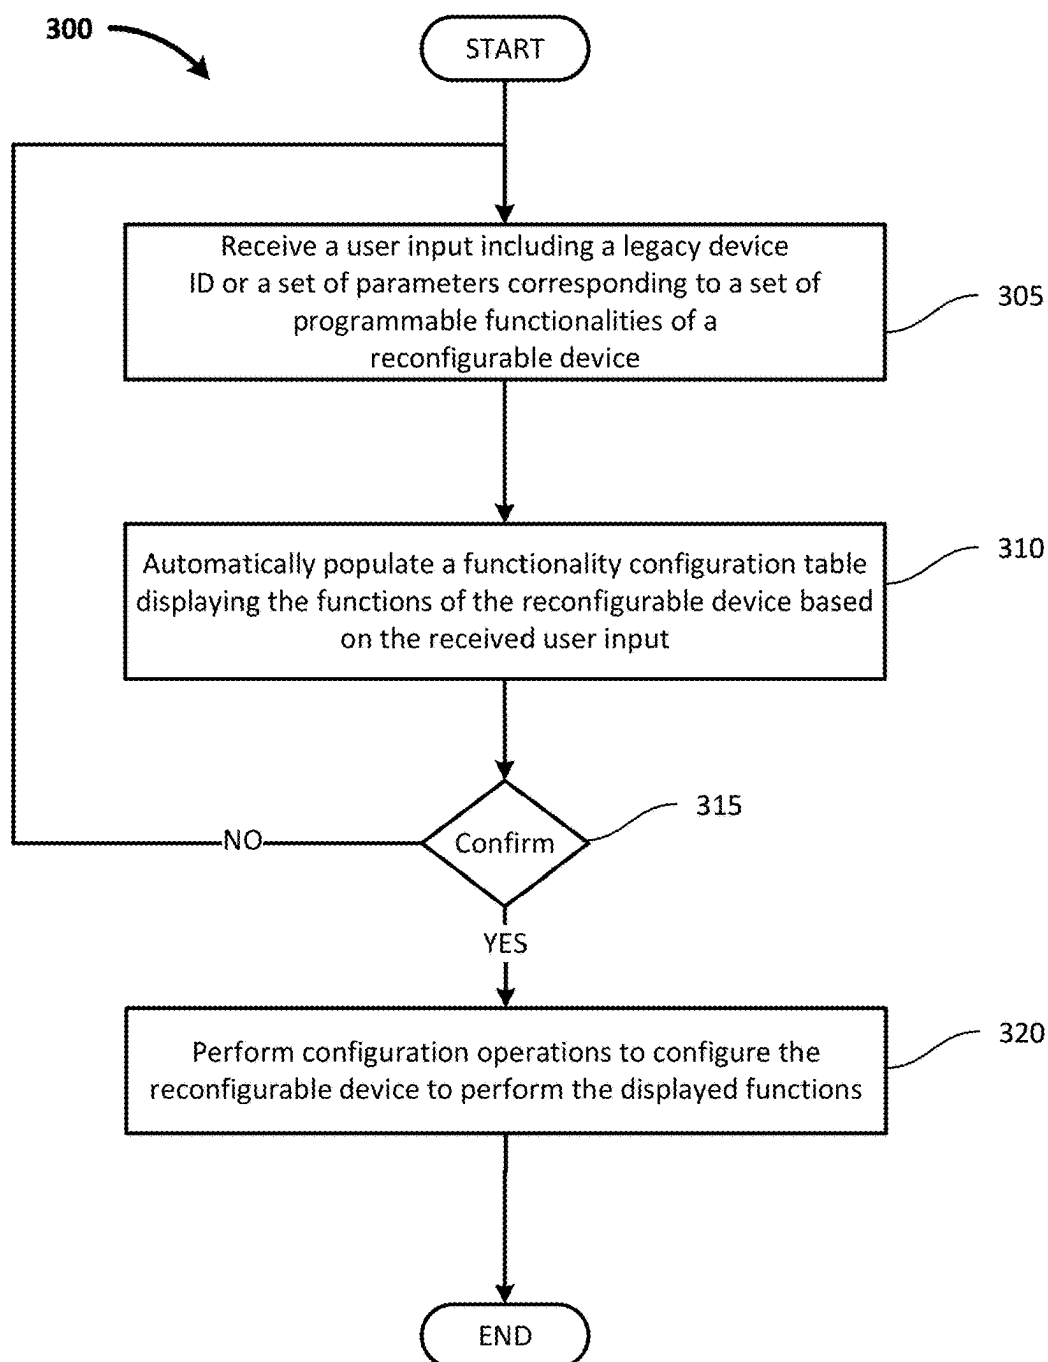 300
START
Receive a user input including a legacy device
ID or a set of parameters corresponding to a set of
programmable functionalities of a
reconfigurable device
305
Automatically populate a functionality configuration table
displaying the functions of the reconfigurable device based
on the received user input
310
Confirm
315
NO
YES
Perform configuration operations to configure the
reconfigurable device to perform the displayed functions
320
END